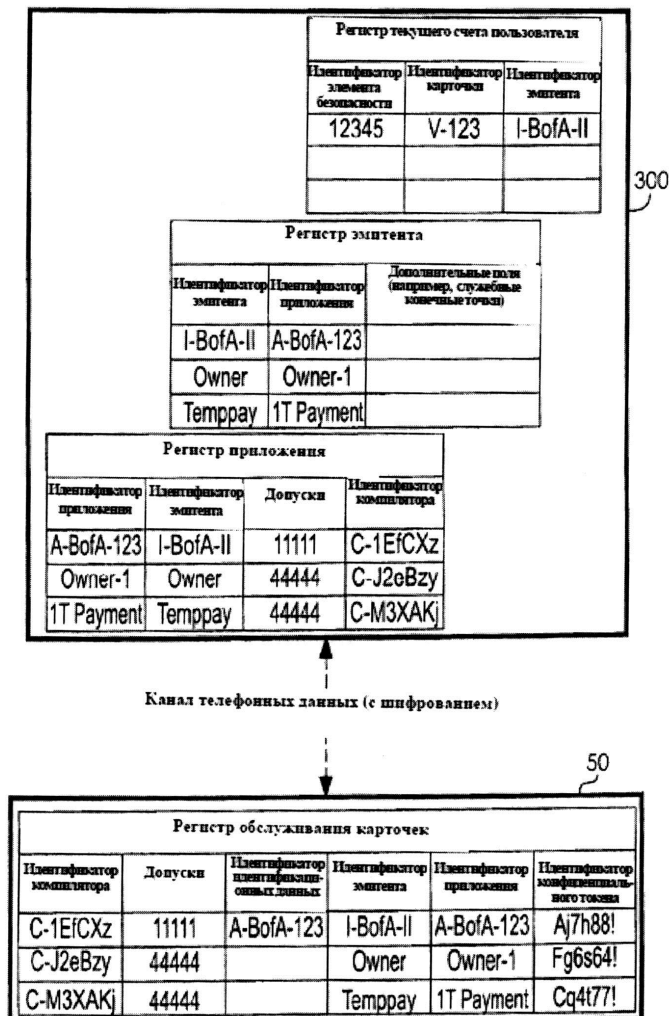 Регистр текущего счета пользователя
Идентификатор элемента безопасности Идентификатор карточки Идентификатор эмитента
12345 V-123 I-BofA-II
300
Регистр эмитента
Идентификатор эмитента Идентификатор приложения Дополнительные поля (например, служебные конечные точки)
I-BofA-II A-BofA-123
Owner Owner-1
Temppay 1T Payment
Регистр приложения
Идентификатор приложения Идентификатор эмитента Допуски Идентификатор компилятора
A-BofA-123 I-BofA-II 11111 C-1EfCXz
Owner-1 Owner 44444 C-J2eBzy
1T Payment Temppay 44444 C-M3XAKj
Канал телефонных данных (с шифрованием)
50
Регистр обслуживания карточек
Идентификатор компилятора Допуски Идентификатор идентификаци-онных данных Идентификатор эмитента Идентификатор приложения Идентификатор конфиденциаль-ного токена
C-1EfCXz 11111 A-BofA-123 I-BofA-II A-BofA-123 Aj7h88!
C-J2eBzy 44444 Owner Owner-1 Fg6s64!
C-M3XAKj 44444 Temppay 1T Payment Cq4t77!